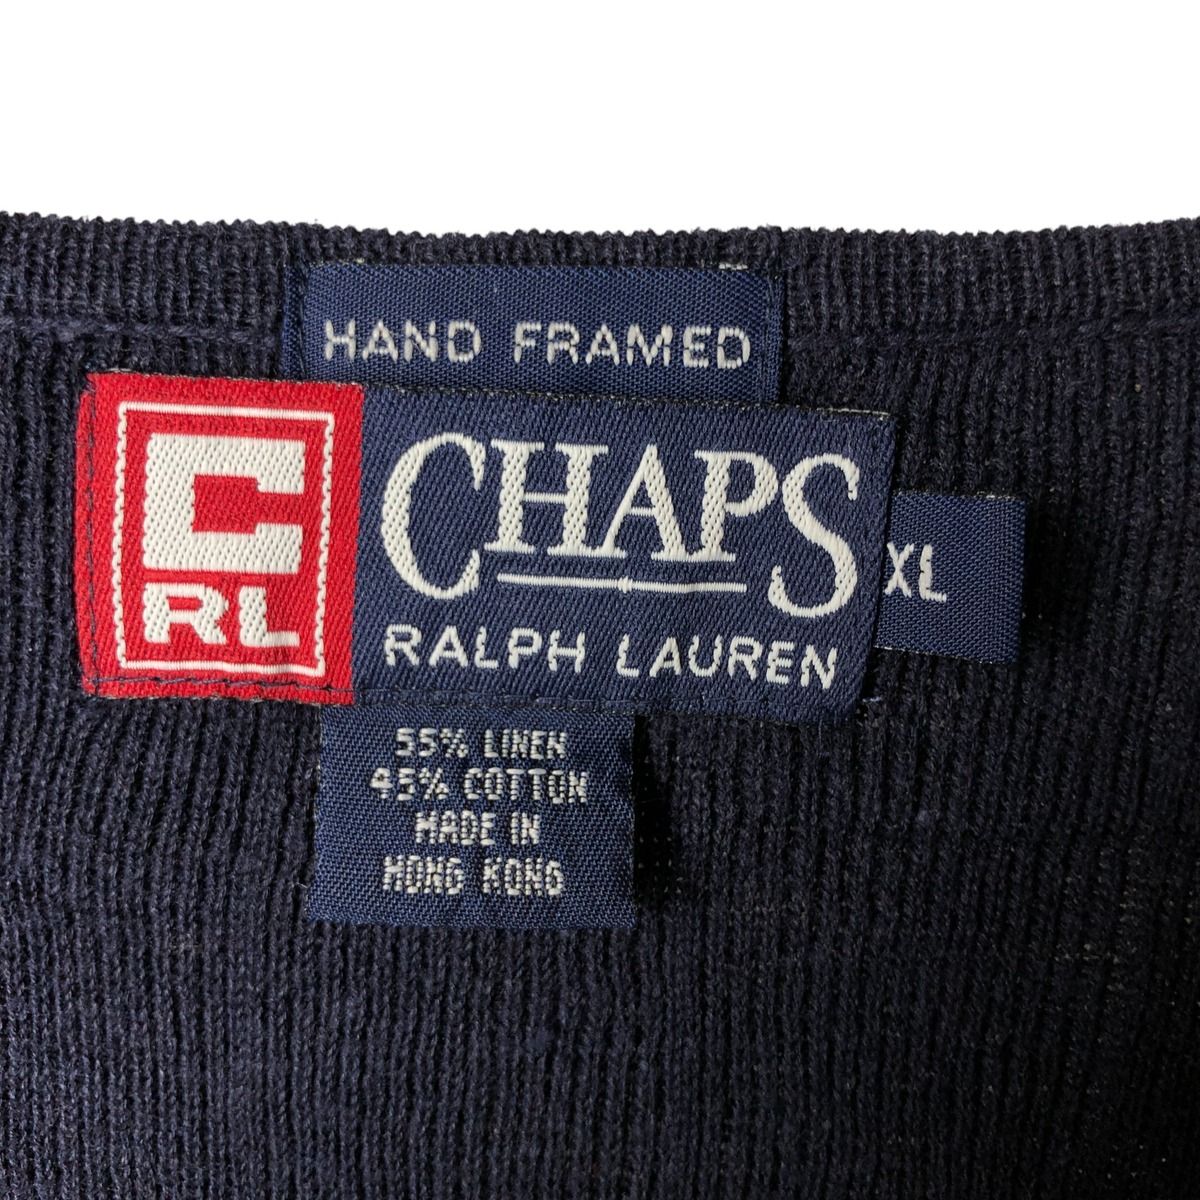 HAND FRAMED
C
RL
CHAPS
RALPH LAUREN
XL
55% LINEN
45% COTTON
MADE IN
HONG KONG